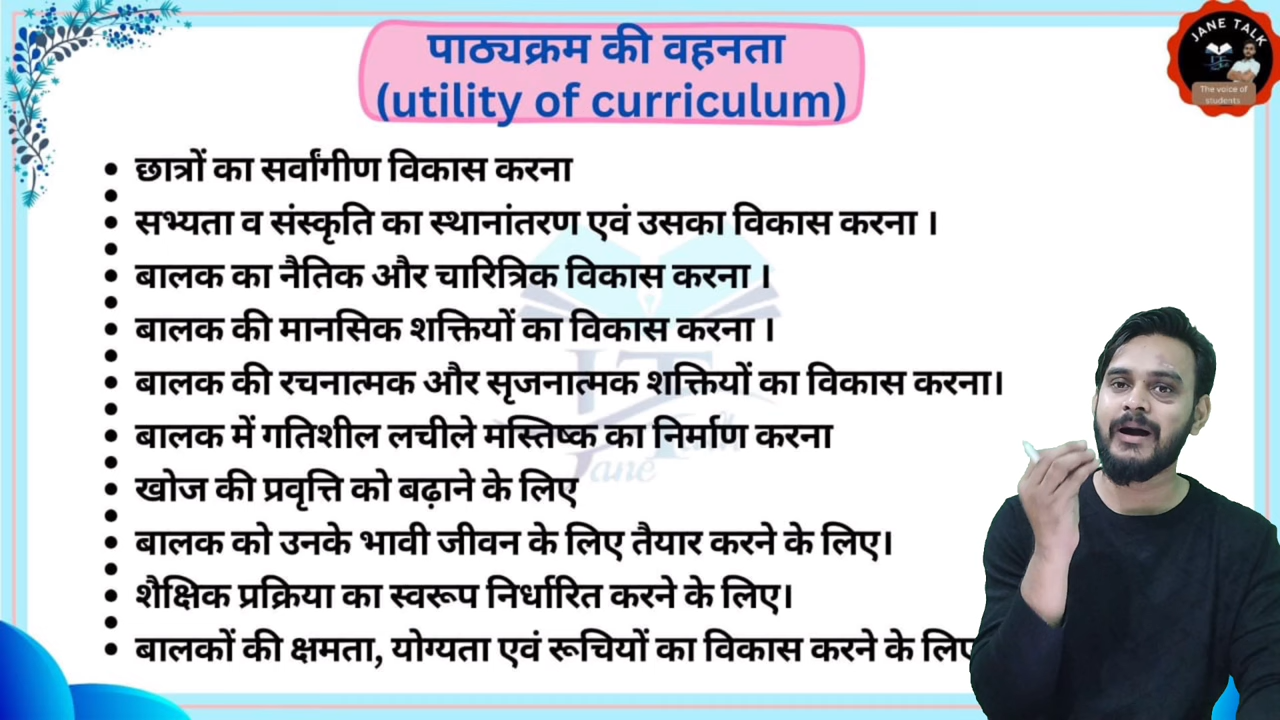 पाठ्यक्रम की वहनता
(utility of curriculum)
JANE TALK
The voice of
students
छात्रों का सर्वांगीण विकास करना
सभ्यता व संस्कृति का स्थानांतरण एवं उसका विकास करना ।
बालक का नैतिक और चारित्रिक विकास करना ।
बालक की मानसिक शक्तियों का विकास करना ।
बालक की रचनात्मक और सृजनात्मक शक्तियों का विकास करना।
बालक में गतिशील लचीले मस्तिष्क का निर्माण करना
खोज की प्रवृत्ति को बढ़ाने के लिए
बालक को उनके भावी जीवन के लिए तैयार करने के लिए।
शैक्षिक प्रक्रिया का स्वरूप निर्धारित करने के लिए।
बालकों की क्षमता, योग्यता एवं रूचियों का विकास करने के लिए
Jane Talk